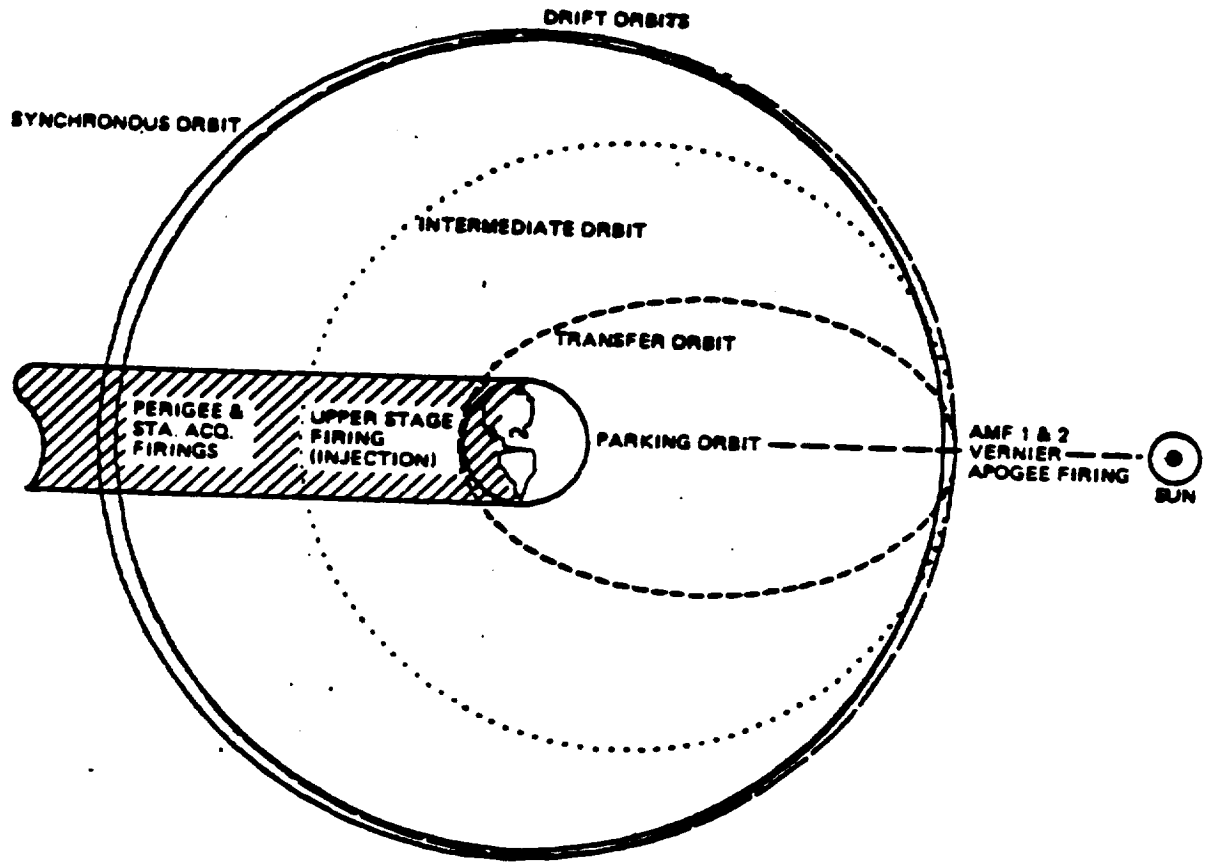 DRIFT ORBITS
SYNCHRONOUS ORBIT
INTERMEDIATE ORBIT
TRANSFER ORBIT
PERIGEE &
STA. ACQ.
FIRINGS
UPPER STAGE
FIRING
(INJECTION)
PARKING ORBIT
AMF 1 & 2
VERNIER
APOGEE FIRING
SUN